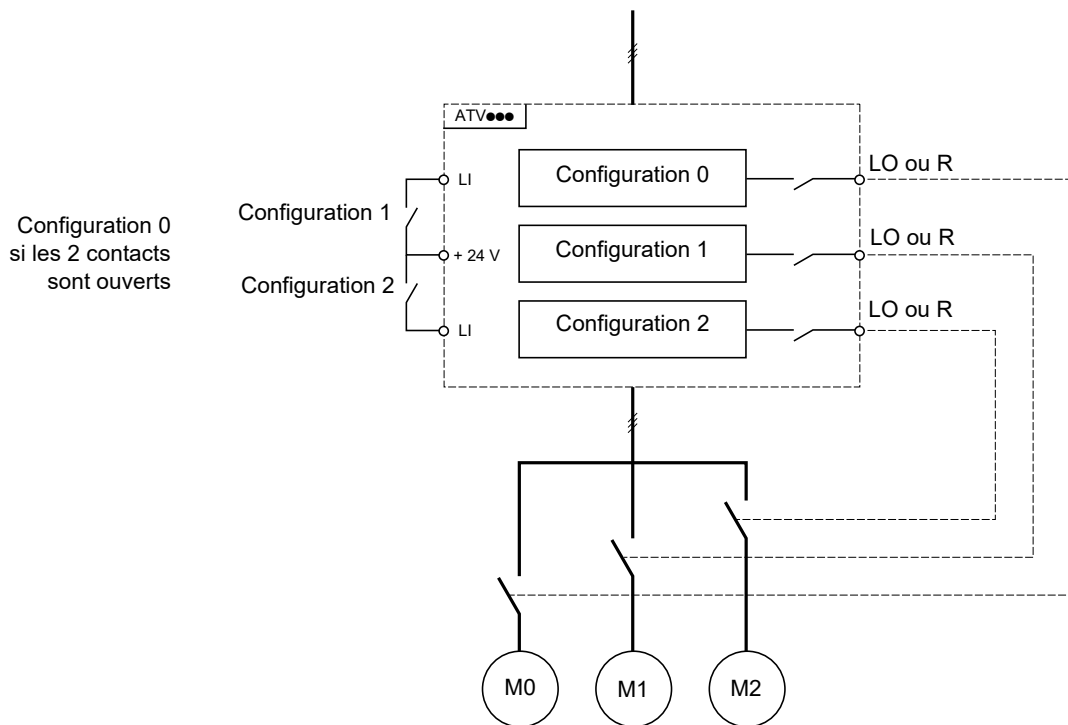 ATV●●●
Configuration 0
LO ou R
LI
Configuration 1
Configuration 0
si les 2 contacts
sont ouverts
+ 24 V
Configuration 1
LO ou R
Configuration 2
LI
Configuration 2
LO ou R
M0
M1
M2